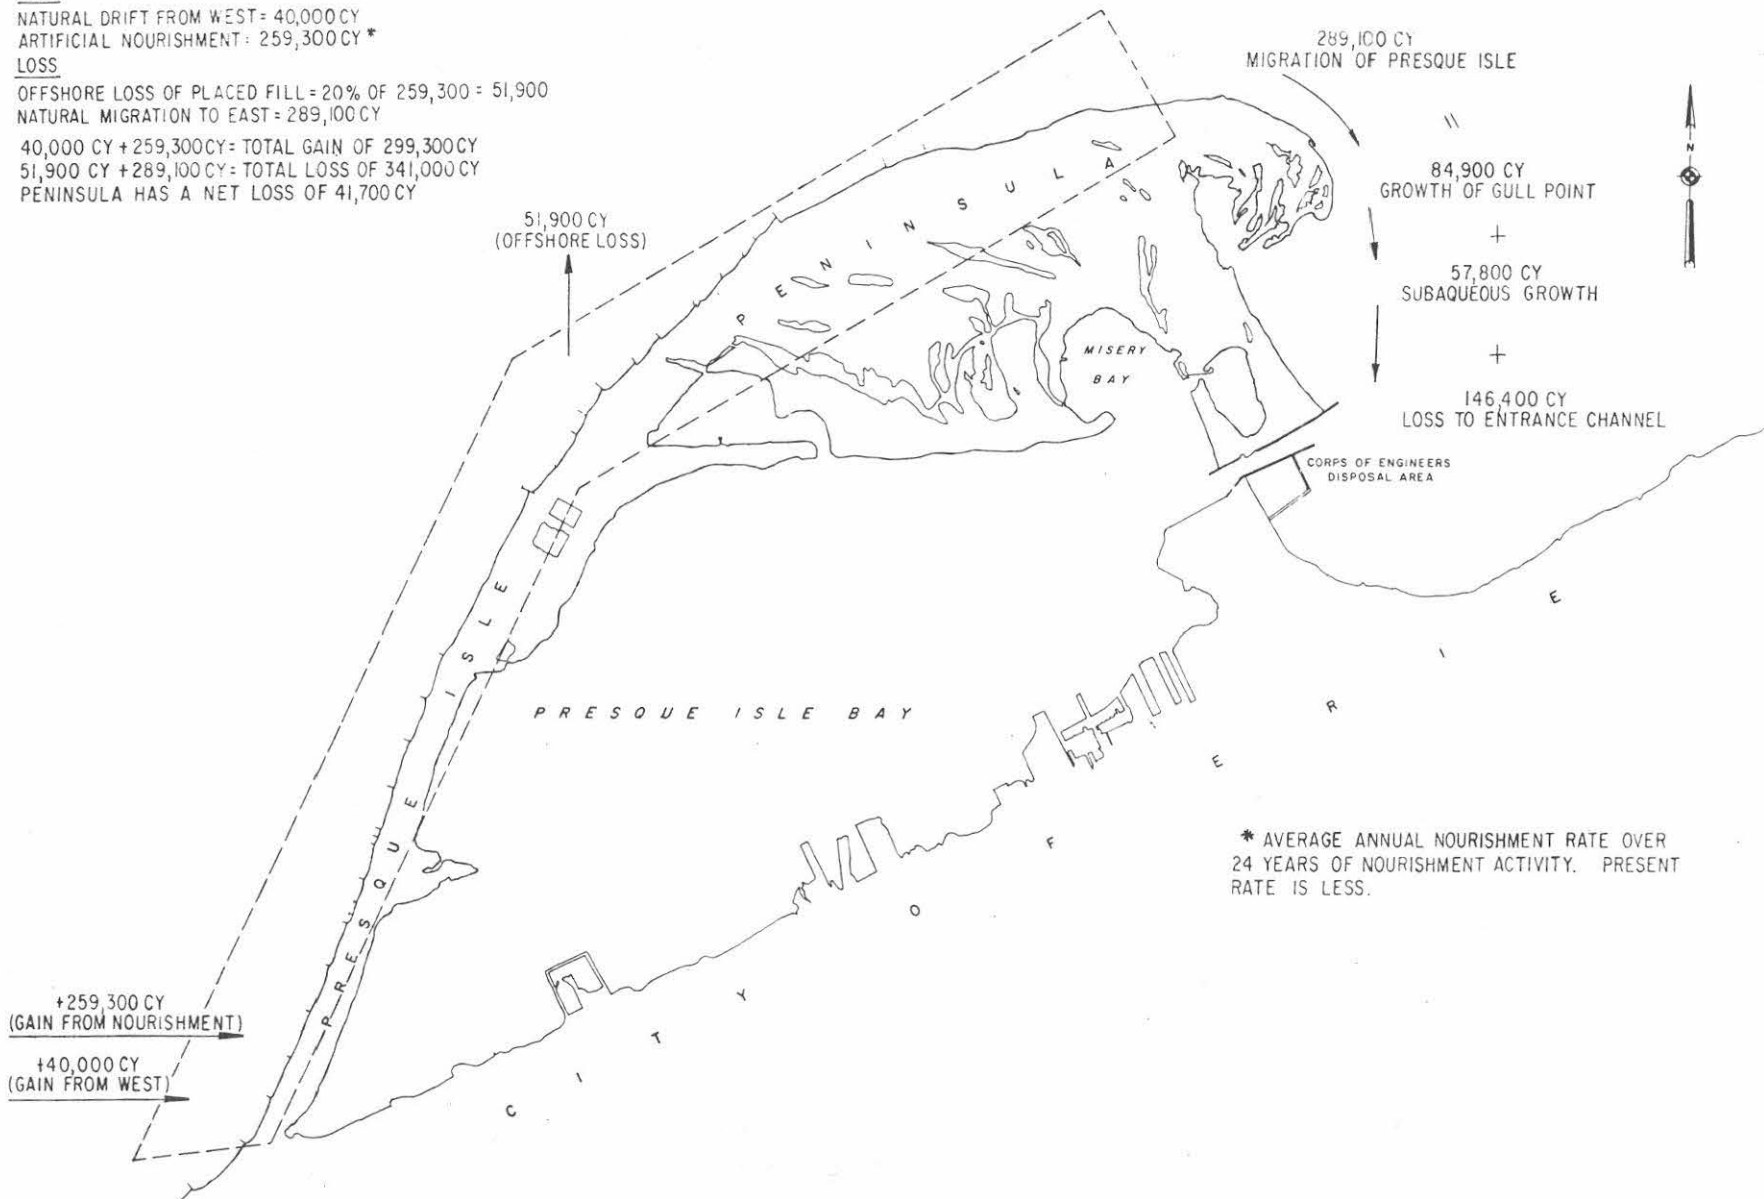 NATURAL DRIFT FROM WEST = 40,000 CY
ARTIFICIAL NOURISHMENT = 259,300 CY *
LOSS
OFFSHORE LOSS OF PLACED FILL = 20% OF 259,300 = 51,900
NATURAL MIGRATION TO EAST = 289,100 CY
40,000 CY + 259,300 CY = TOTAL GAIN OF 299,300 CY
51,900 CY + 289,100 CY = TOTAL LOSS OF 341,000 CY
PENINSULA HAS A NET LOSS OF 41,700 CY
289,100 CY
MIGRATION OF PRESQUE ISLE
=
N
84,900 CY
GROWTH OF GULL POINT
+
57,800 CY
SUBAQUEOUS GROWTH
+
146,400 CY
LOSS TO ENTRANCE CHANNEL
51,900 CY
(OFFSHORE LOSS)
PRESQUE ISLE PENINSULA
MISERY
BAY
CORPS OF ENGINEERS
DISPOSAL AREA
PRESQUE ISLE BAY
CITY OF ERIE
* AVERAGE ANNUAL NOURISHMENT RATE OVER
24 YEARS OF NOURISHMENT ACTIVITY. PRESENT
RATE IS LESS.
+259,300 CY
(GAIN FROM NOURISHMENT)
+40,000 CY
(GAIN FROM WEST)